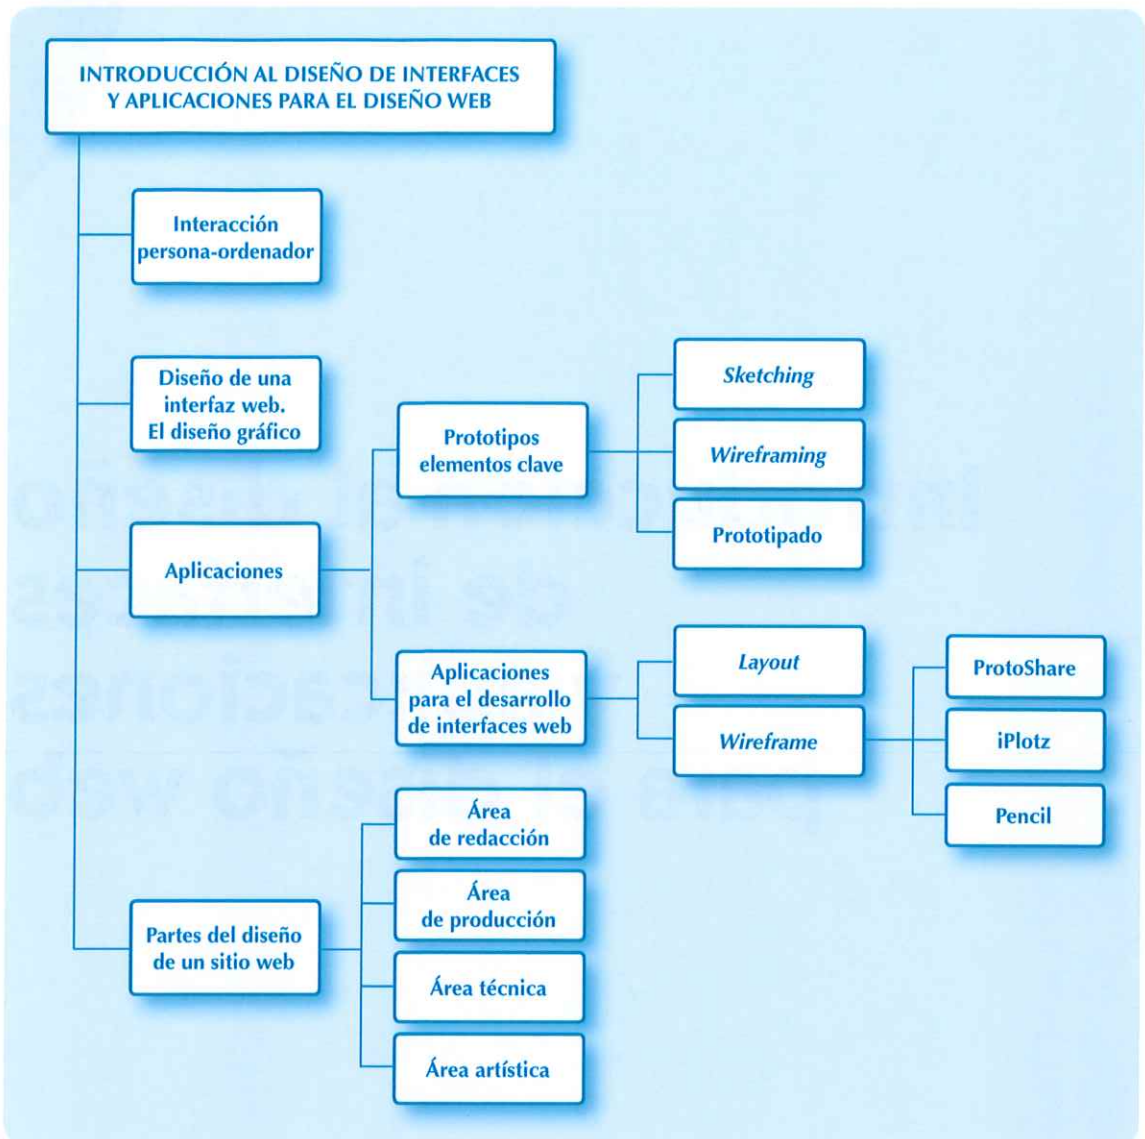 INTRODUCCIÓN AL DISEÑO DE INTERFACES
Y APLICACIONES PARA EL DISEÑO WEB
Interacción
persona-ordenador
Diseño de una
interfaz web.
El diseño gráfico
Aplicaciones
Prototipos
elementos clave
Sketching
Wireframing
Prototipado
Aplicaciones
para el desarrollo
de interfaces web
Layout
Wireframe
ProtoShare
iPlotz
Pencil
Partes del diseño
de un sitio web
Área
de redacción
Área
de producción
Área técnica
Área artística